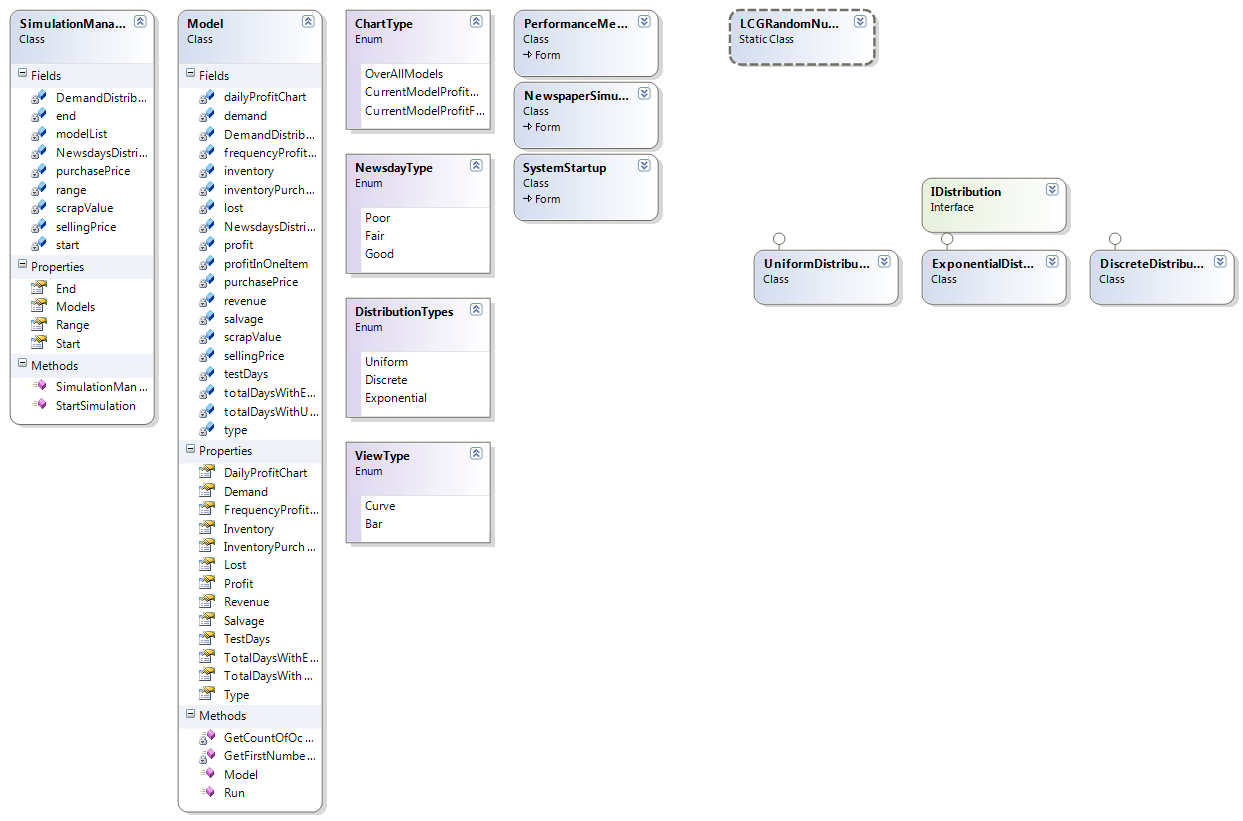 SimulationMana...
Class
Fields
DemandDistrib...
end
modelList
NewsdaysDistri...
purchasePrice
range
scrapValue
sellingPrice
start
Properties
End
Models
Range
Start
Methods
SimulationMan ...
StartSimulation
Model
Class
Fields
dailyProfitChart
demand
DemandDistrib...
frequencyProfit...
inventory
inventoryPurch...
lost
NewsdaysDistri...
profit
profitInOneItem
purchasePrice
revenue
salvage
scrapValue
sellingPrice
testDays
totalDaysWithE...
totalDaysWithU...
type
Properties
DailyProfitChart
Demand
FrequencyProfit...
Inventory
InventoryPurch ...
Lost
Profit
Revenue
Salvage
TestDays
TotalDaysWithE...
TotalDaysWith ...
Type
Methods
GetCountOfOc ...
GetFirstNumbe...
Model
Run
ChartType
Enum
OverAllModels
CurrentModelProfit...
CurrentModelProfitF...
NewsdayType
Enum
Poor
Fair
Good
DistributionTypes
Enum
Uniform
Discrete
Exponential
ViewType
Enum
Curve
Bar
PerformanceMe...
Class
Form
NewspaperSimu...
Class
Form
SystemStartup
Class
Form
LCGRandomNu...
Static Class
IDistribution
Interface
UniformDistribu...
Class
ExponentialDist...
Class
DiscreteDistribu...
Class